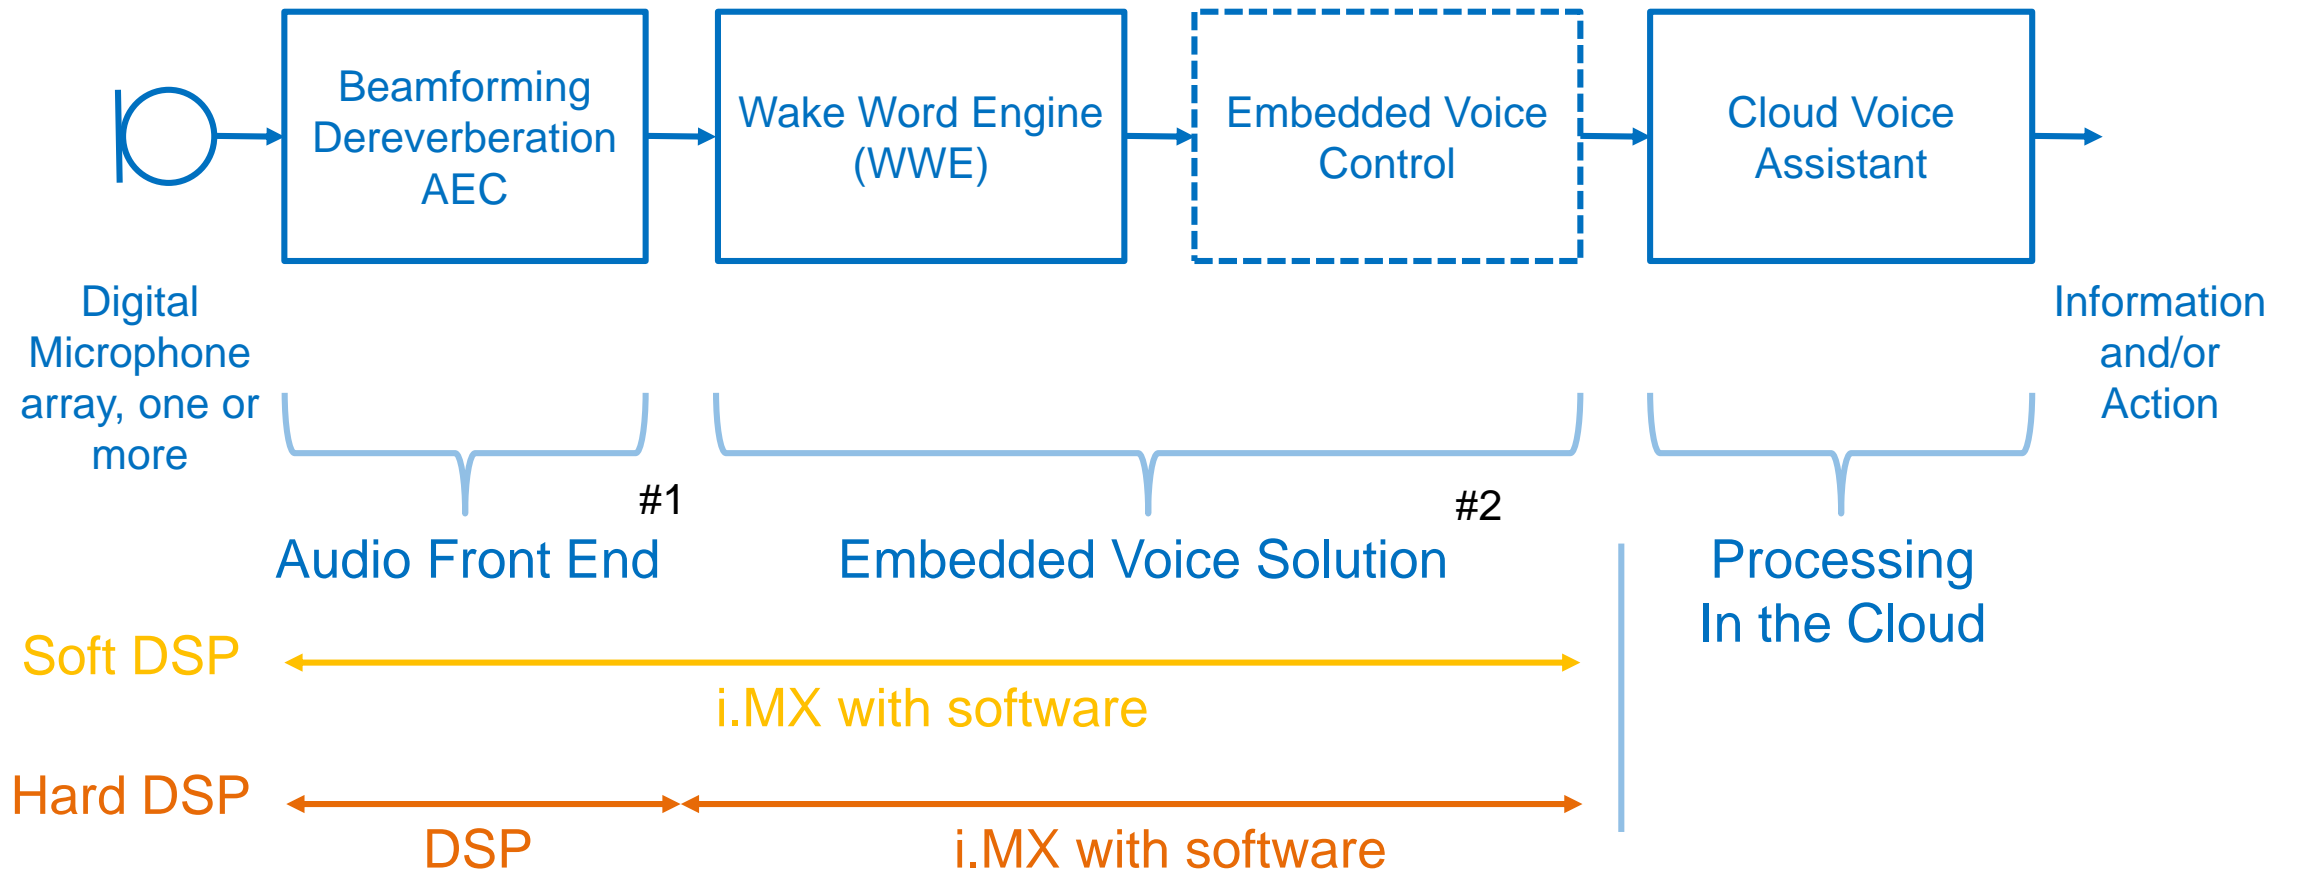 Beamforming
Dereverberation
AEC
Wake Word Engine
(WWE)
Embedded Voice
Control
Cloud Voice
Assistant
Digital
Microphone
array, one or
more
Information
and/or
Action
#1
#2
Audio Front End
Embedded Voice Solution
Processing
In the Cloud
Soft DSP
i.MX with software
Hard DSP
DSP
i.MX with software